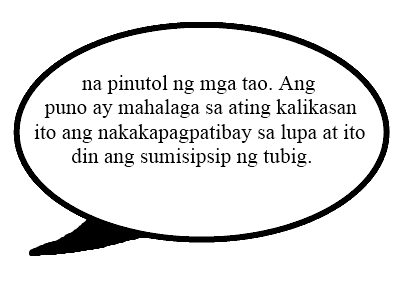 na pinutol ng mga tao. Ang
puno ay mahalaga sa ating kalikasan
ito ang nakakapagpatibay sa lupa at ito
din ang sumisipsip ng tubig.